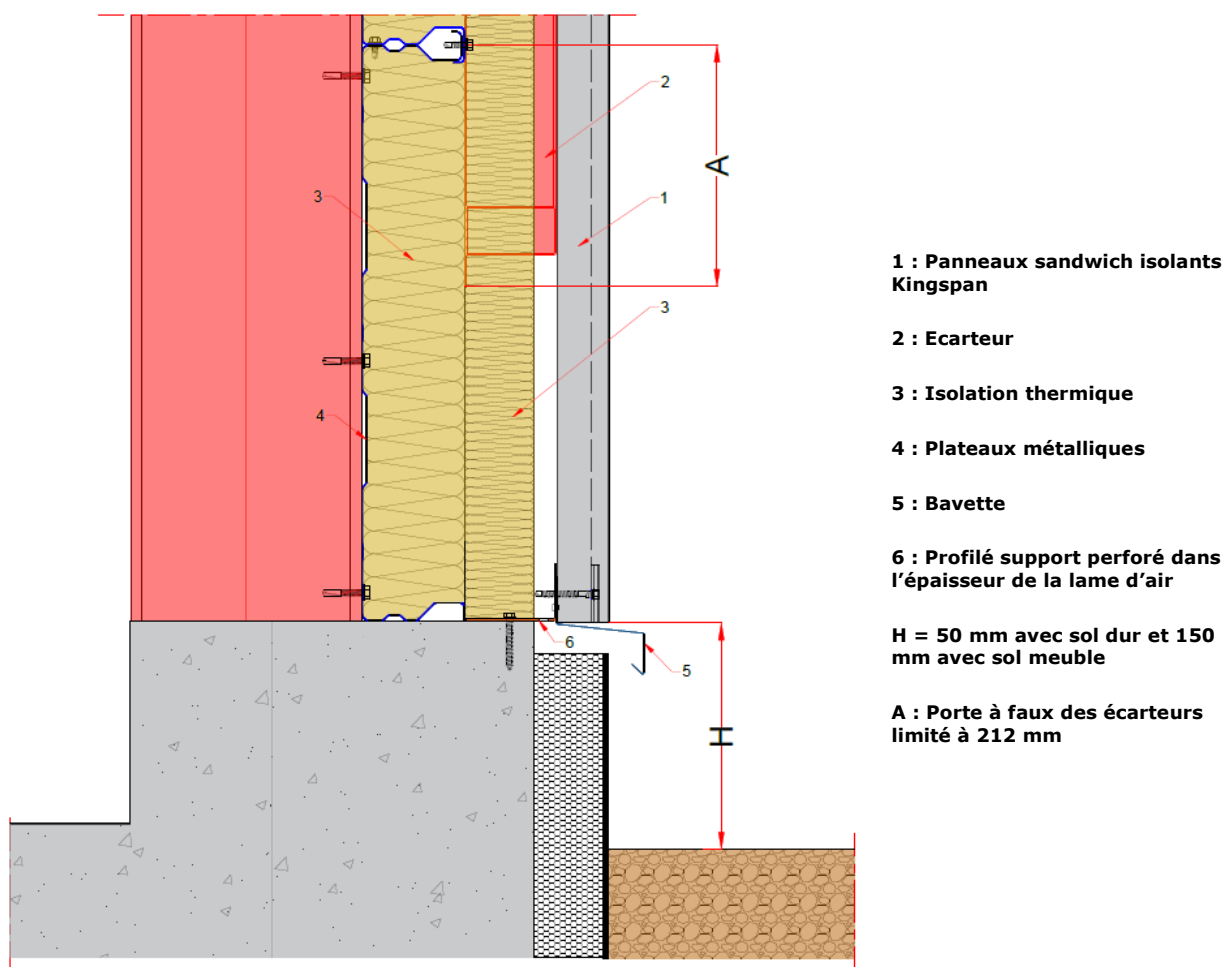 2
A
3
1
3
4
6
5
H
1 : Panneaux sandwich isolants
Kingspan
2 : Ecarteur
3 : Isolation thermique
4 : Plateaux métalliques
5 : Bavette
6 : Profilé support perforé dans
l’épaisseur de la lame d’air
H = 50 mm avec sol dur et 150
mm avec sol meuble
A : Porte à faux des écarteurs
limité à 212 mm